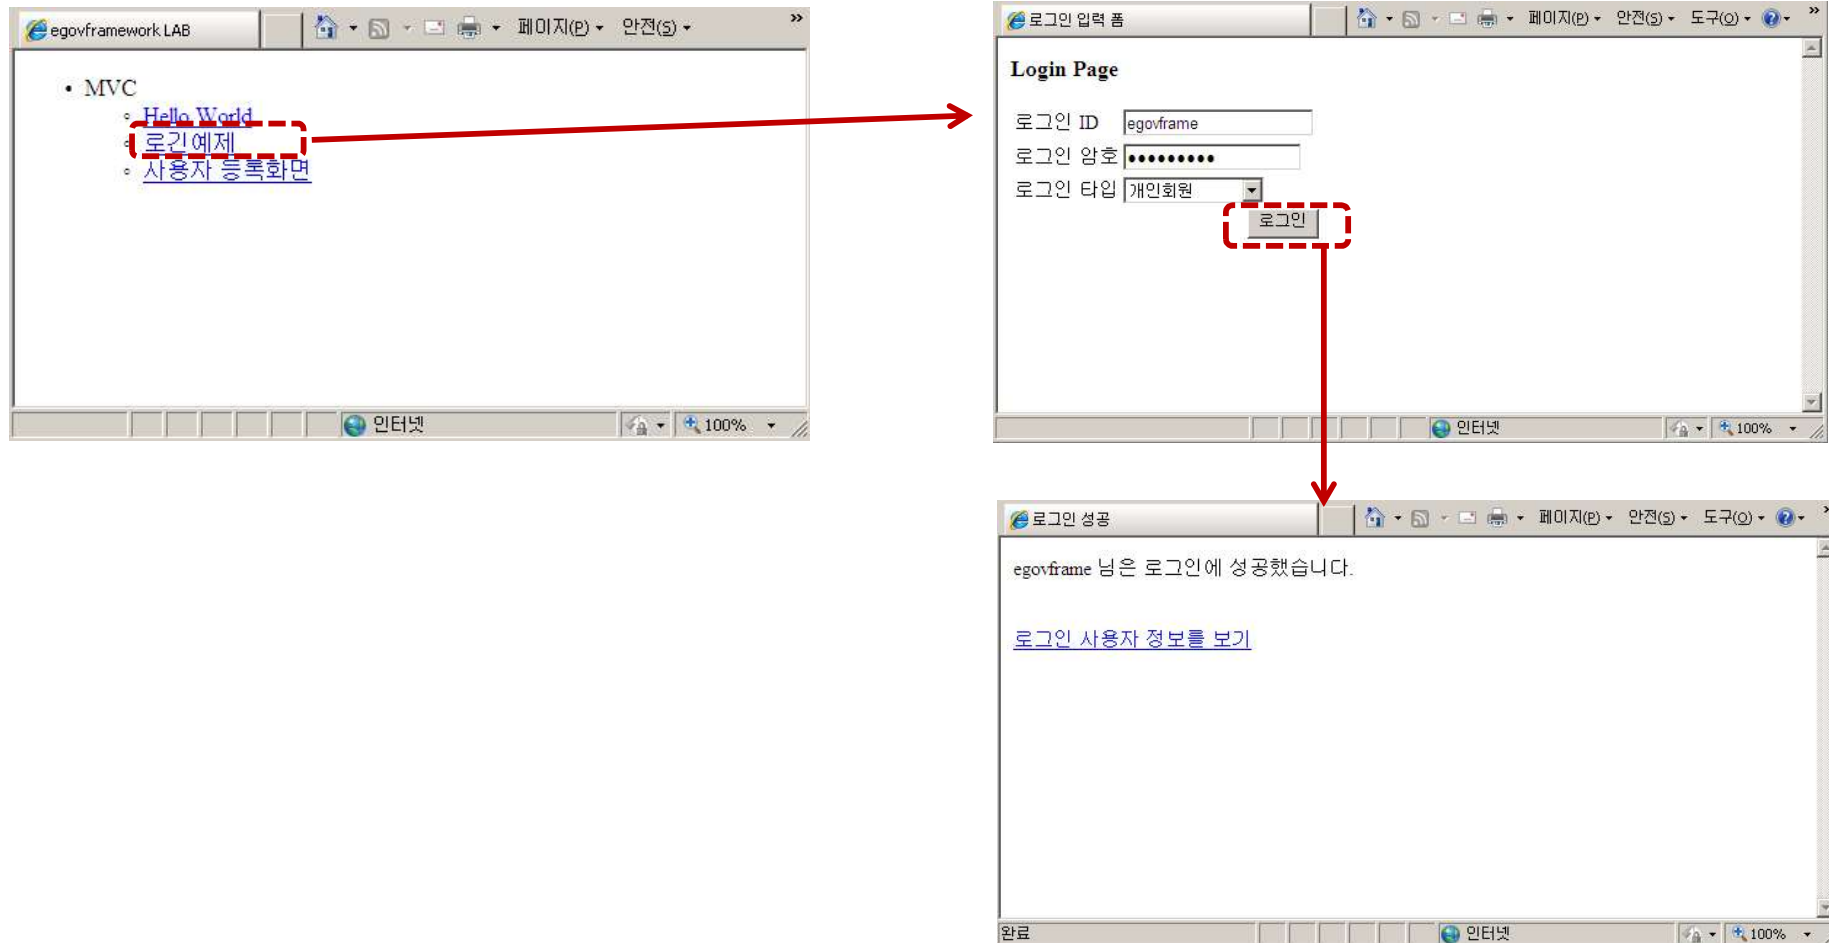 egovframework LAB
페이지(P)
안전(S)
»
• MVC
Hello World
로긴예제
사용자 등록화면
인터넷
100%
로그인 입력 폼
페이지(P)
안전(S)
도구(O)
»
Login Page
로그인 ID egovframe
로그인 암호 •••••••••
로그인 타입 개인회원
로그인
인터넷
100%
로그인 성공
페이지(P)
안전(S)
도구(O)
egovframe 님은 로그인에 성공했습니다.
로그인 사용자 정보를 보기
완료
인터넷
100%